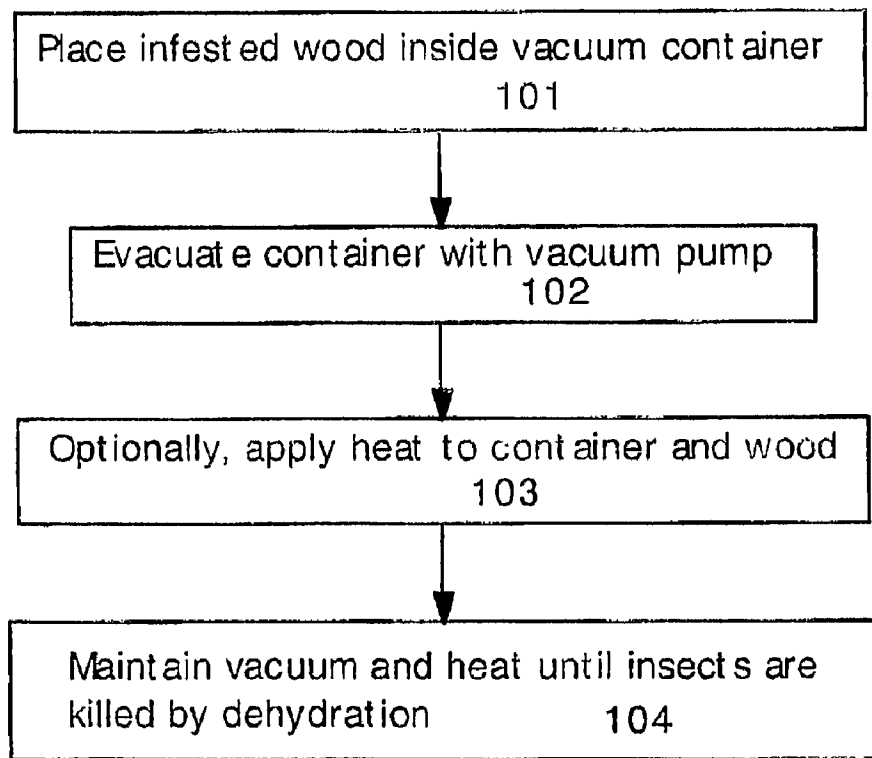 Place infested wood inside vacuum container
101
Evacuate container with vacuum pump
102
Optionally, apply heat to container and wood
103
Maintain vacuum and heat until insects are
killed by dehydration 104